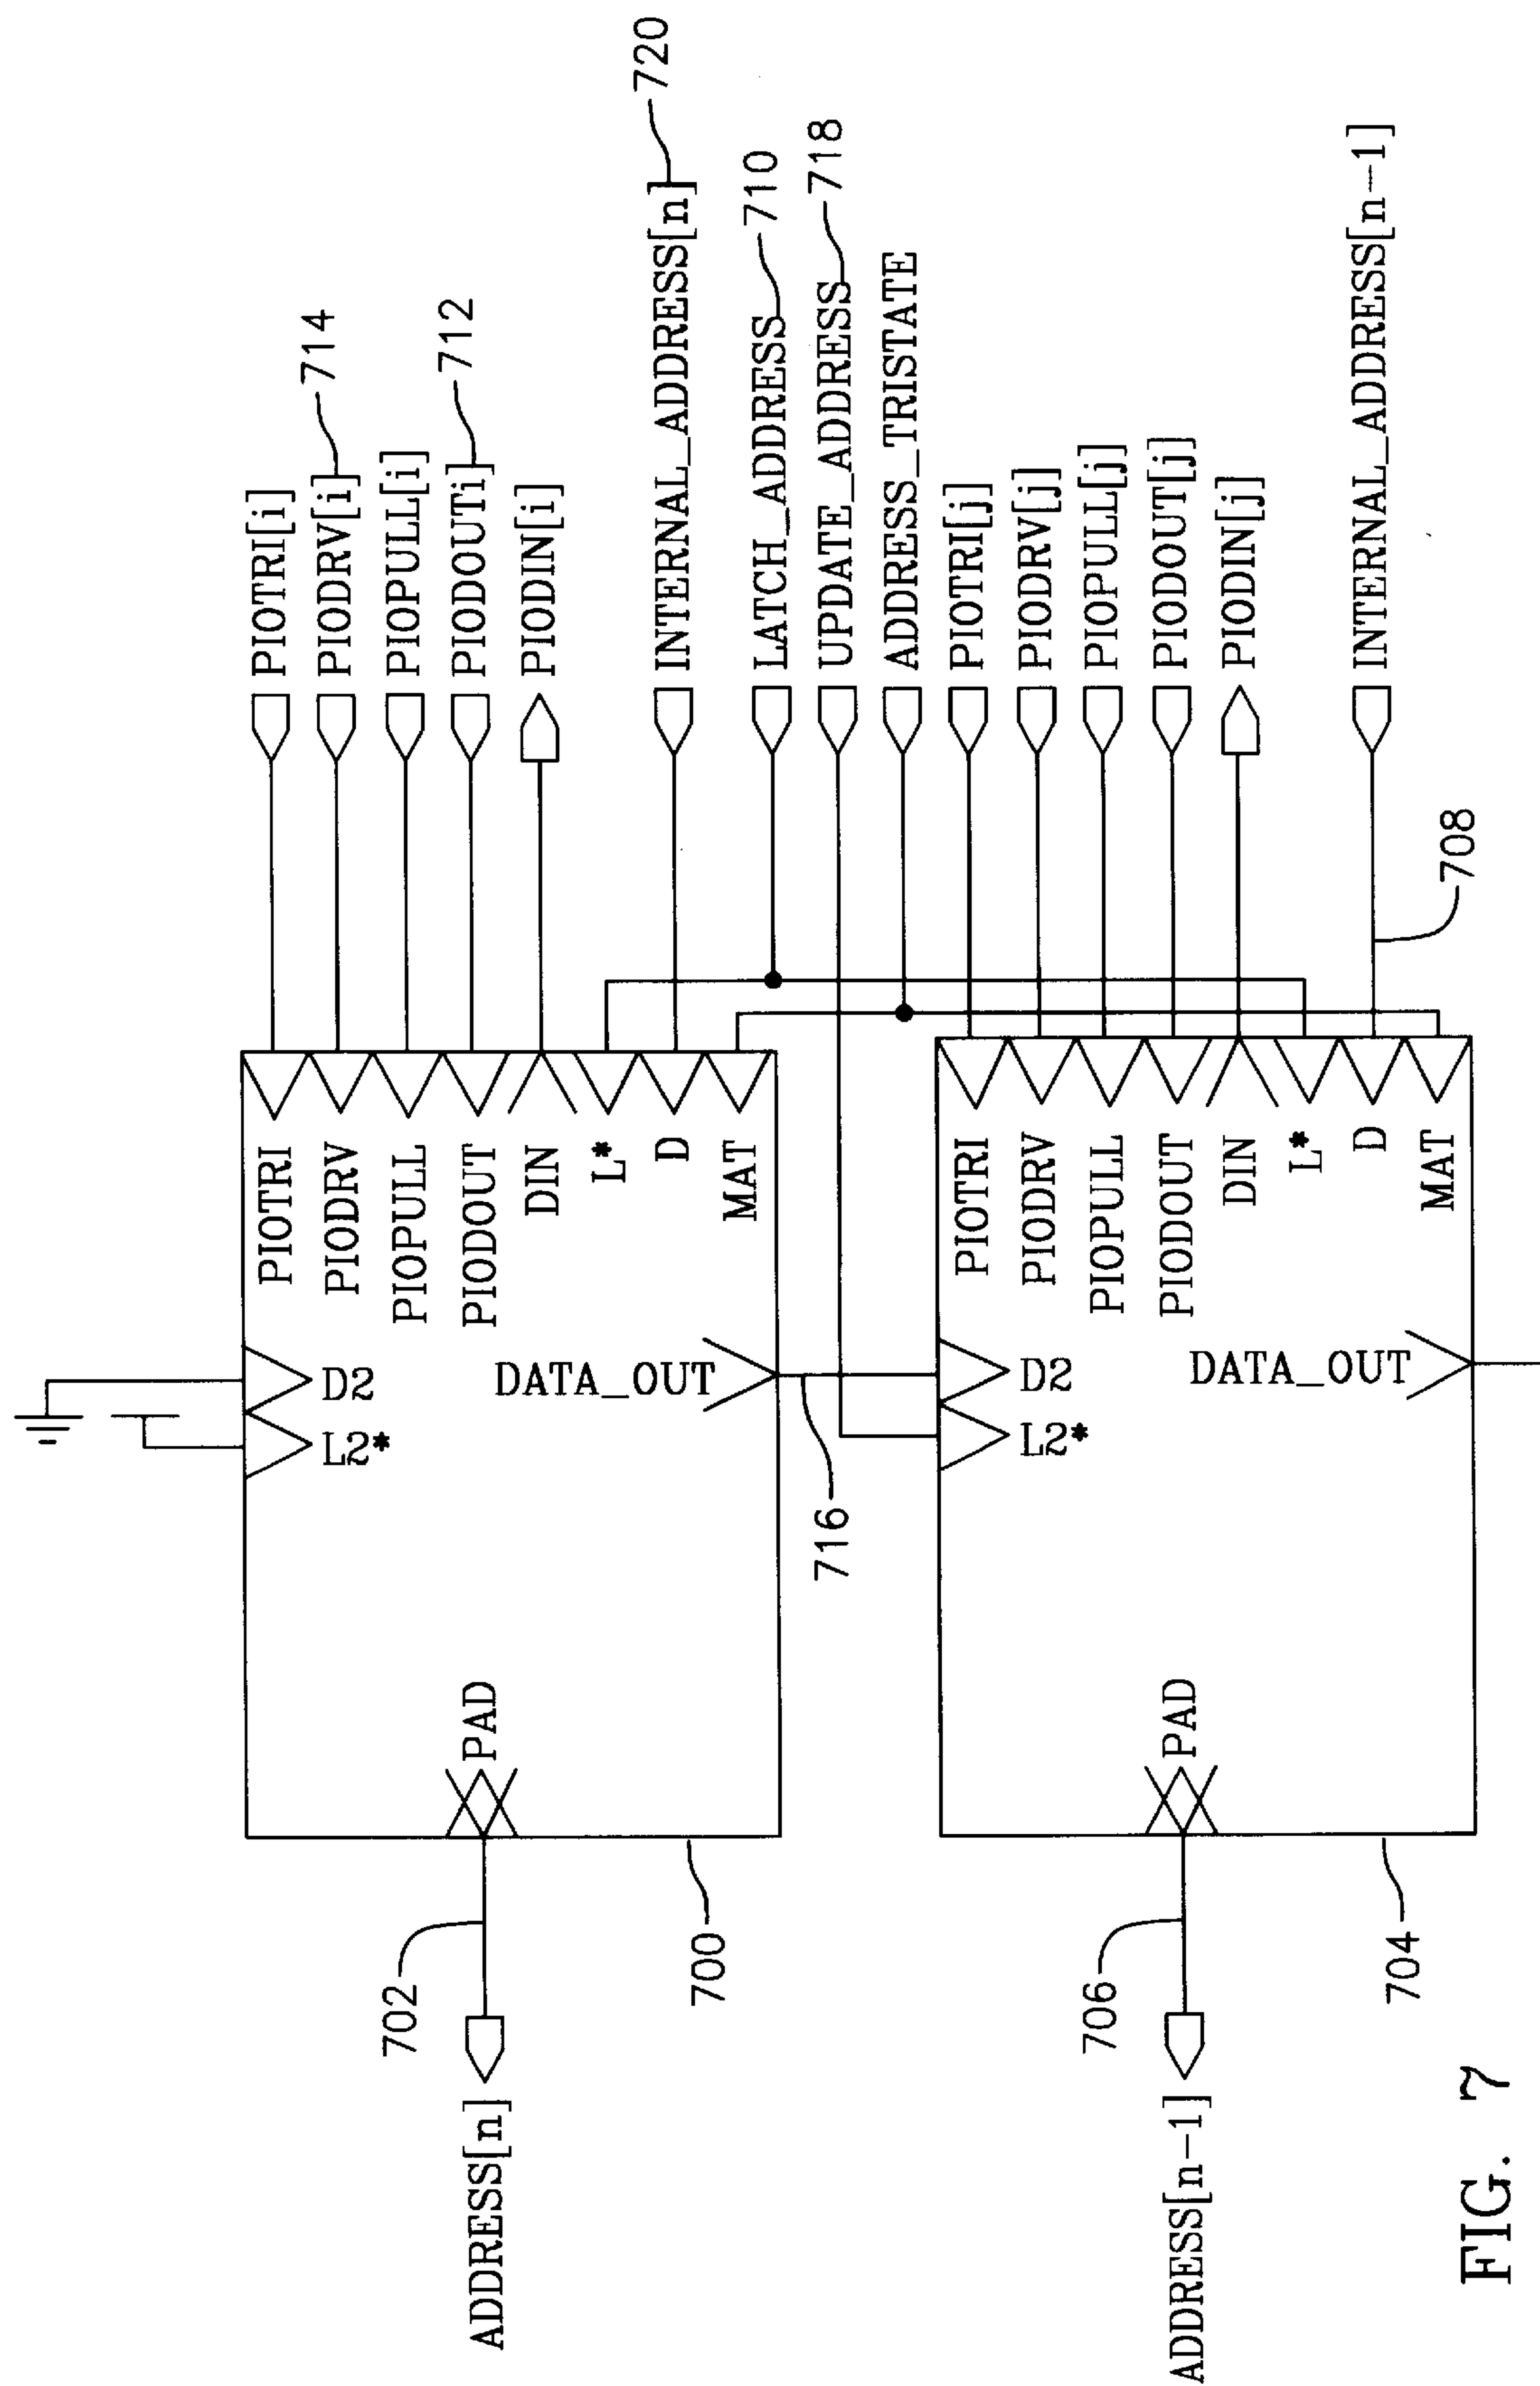 PIOTRI[i]
PIODRV[i]
714
PIOPULL[i]
PIODOUTi]
712
PIODIN[i]
INTERNAL_ADDRESS[n]
720
LATCH_ADDRESS
710
UPDATE_ADDRESS
718
ADDRESS_TRISTATE
PIOTRI[j]
PIODRV[j]
PIOPULL[j]
PIODOUT[j]
PIODIN[j]
INTERNAL_ADDRESS[n-1]
708
PIOTRI
PIODRV
PIOPULL
PIODOUT
DIN
L*
D
MAT
D2
L2*
DATA_OUT
PAD
702
ADDRESS[n]
700
716
PIOTRI
PIODRV
PIOPULL
PIODOUT
DIN
L*
D
MAT
D2
L2*
DATA_OUT
PAD
706
ADDRESS[n-1]
704
FIG. 7